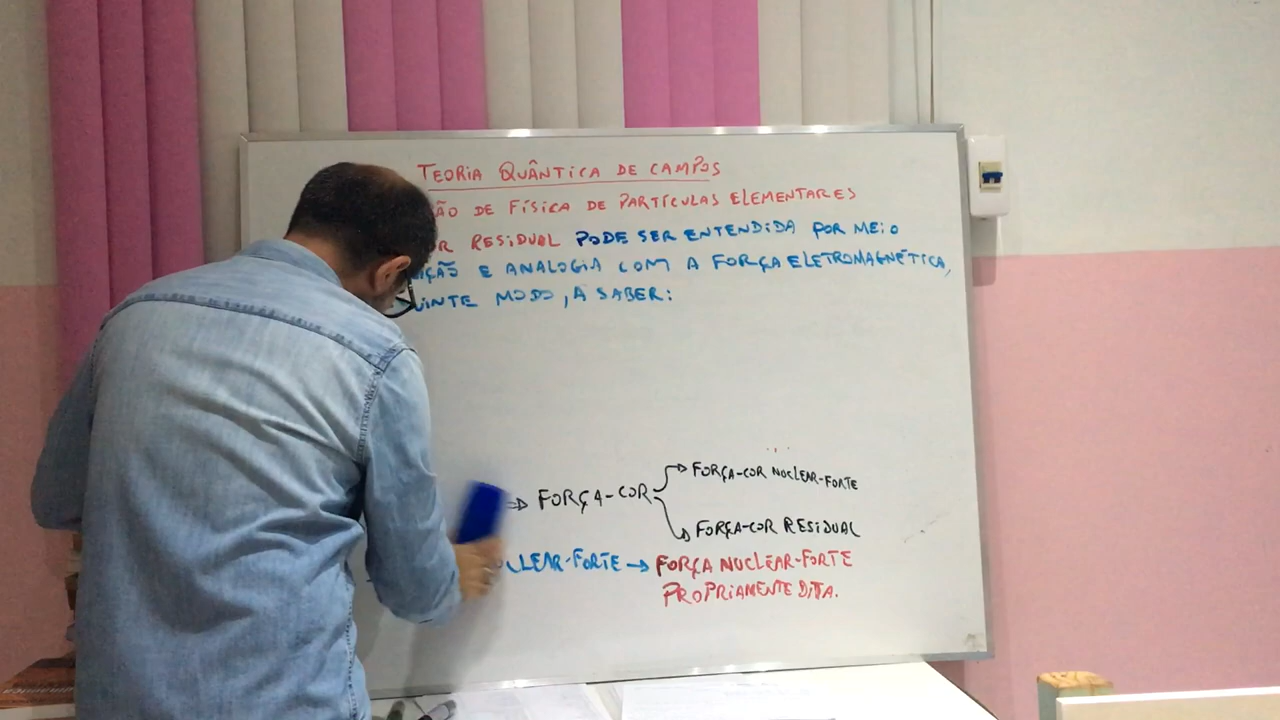 TEORIA QUÂNTICA DE CAMPOS
ÃO DE FÍSICA DE PARTÍCULAS ELEMENTARES
OR RESIDUAL PODE SER ENTENDIDA POR MEIO
AÇÃO E ANALOGIA COM A FORÇA ELETROMAGNÉTICA,
UINTE MODO, A SABER:
FORÇA-COR NUCLEAR-FORTE
→ FORÇA-COR
FORÇA-COR RESIDUAL
CLEAR-FORTE → FORÇA NUCLEAR-FORTE
PROPRIAMENTE DITA.